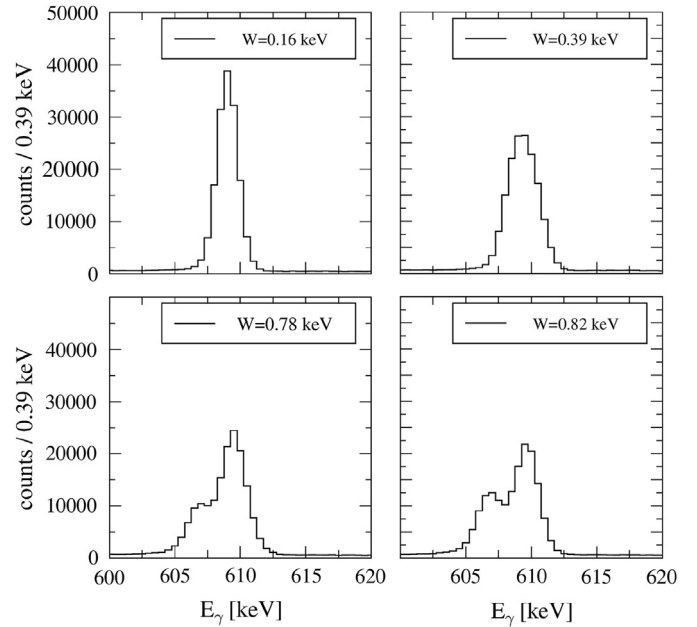 50000
40000
30000
20000
10000
0
counts / 0.39 keV
W=0.16 keV
W=0.39 keV
40000
30000
20000
10000
0
counts / 0.39 keV
W=0.78 keV
W=0.82 keV
600 605 610 615 620
605 610 615 620
Eγ [keV]
Eγ [keV]